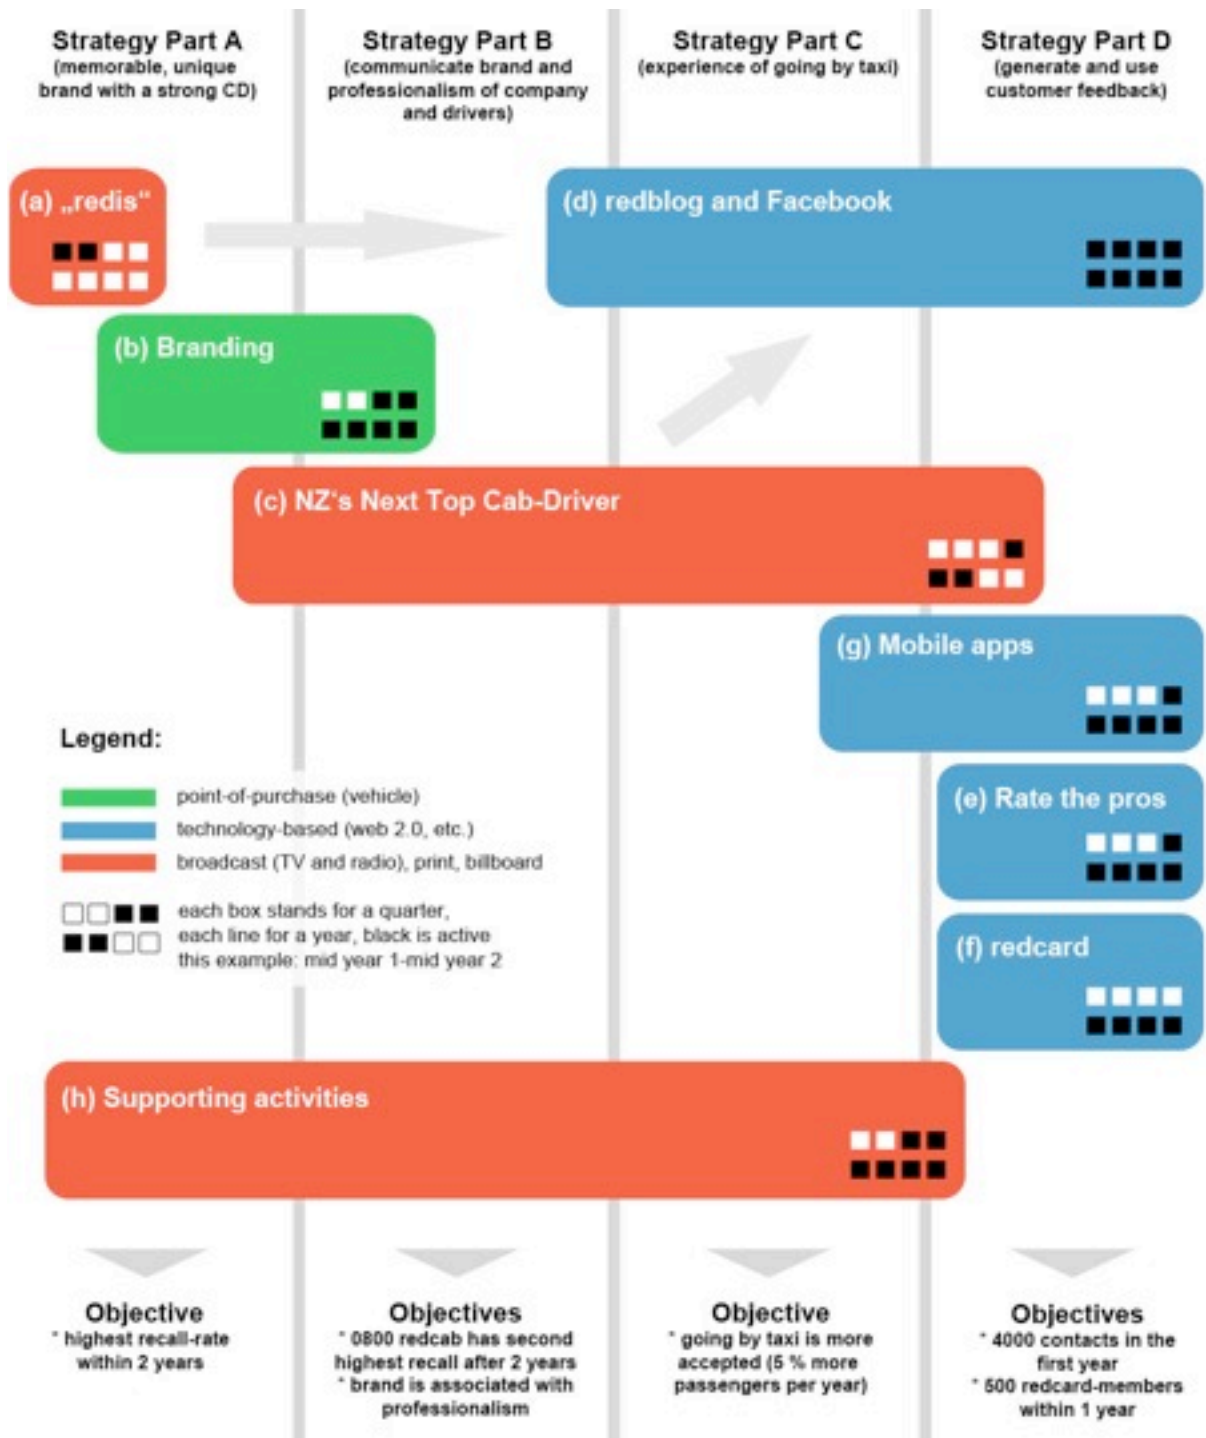 Strategy Part A
(memorable, unique
brand with a strong CD)
Strategy Part B
(communicate brand and
professionalism of company
and drivers)
Strategy Part C
(experience of going by taxi)
Strategy Part D
(generate and use
customer feedback)
(a) „redis“
(d) redblog and Facebook
(b) Branding
(c) NZ's Next Top Cab-Driver
(g) Mobile apps
(e) Rate the pros
(f) redcard
Legend:
point-of-purchase (vehicle)
technology-based (web 2.0, etc.)
broadcast (TV and radio), print, billboard
each box stands for a quarter,
each line for a year, black is active
this example: mid year 1-mid year 2
(h) Supporting activities
Objective
* highest recall-rate
within 2 years
Objectives
* 0800 redcab has second
highest recall after 2 years
* brand is associated with
professionalism
Objective
* going by taxi is more
accepted (5 % more
passengers per year)
Objectives
* 4000 contacts in the
first year
* 500 redcard-members
within 1 year